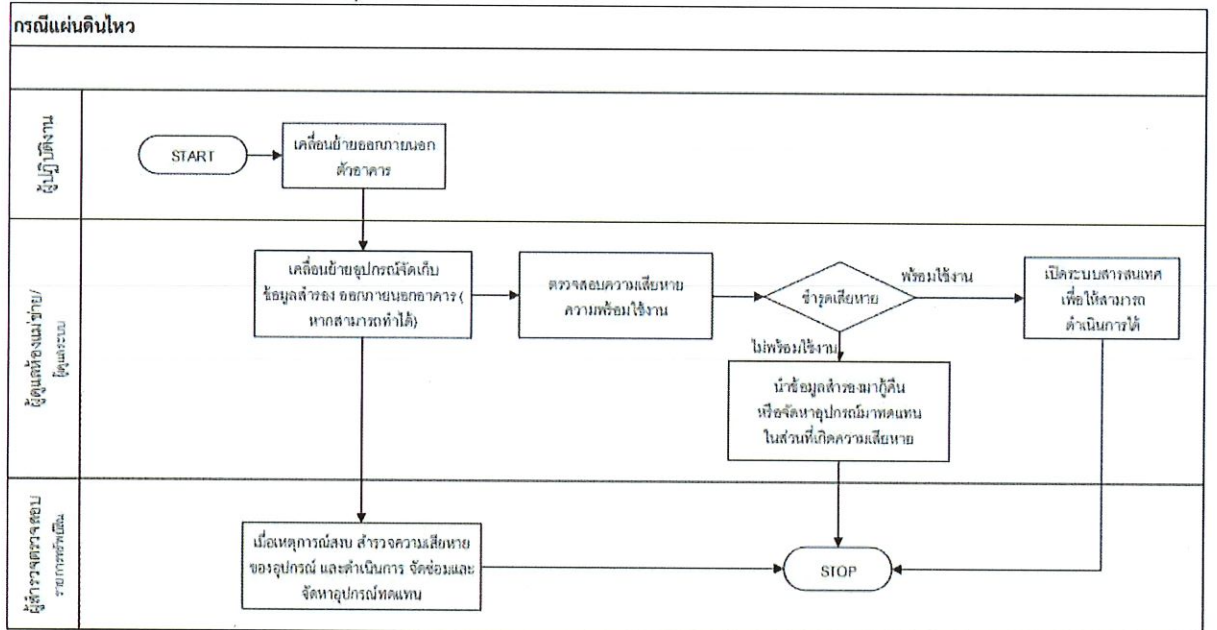 กรณีแผ่นดินไหว
ผู้ปฏิบัติงาน
START
เคลื่อนย้ายออกภายนอก
ตัวอาคาร
ผู้ดูแลห้องแม่ข่าย/
ผู้ดูแลระบบ
เคลื่อนย้ายอุปกรณ์จัดเก็บ
ข้อมูลสำรอง ออกภายนอกอาคาร (
หากสามารถทำได้)
ตรวจสอบความเสียหาย
ความพร้อมใช้งาน
ชำรุดเสียหาย
พร้อมใช้งาน
เปิดระบบสารสนเทศ
เพื่อให้สามารถ
ดำเนินการได้
ไม่พร้อมใช้งาน
นำข้อมูลสำรองมากู้คืน
หรือจัดหาอุปกรณ์มาทดแทน
ในส่วนที่เกิดความเสียหาย
ผู้สำรวจตรวจสอบ
รายการทรัพย์สิน
เมื่อเหตุการณ์สงบ สำรวจความเสียหาย
ของอุปกรณ์ และดำเนินการ จัดซ่อมและ
จัดหาอุปกรณ์ทดแทน
STOP